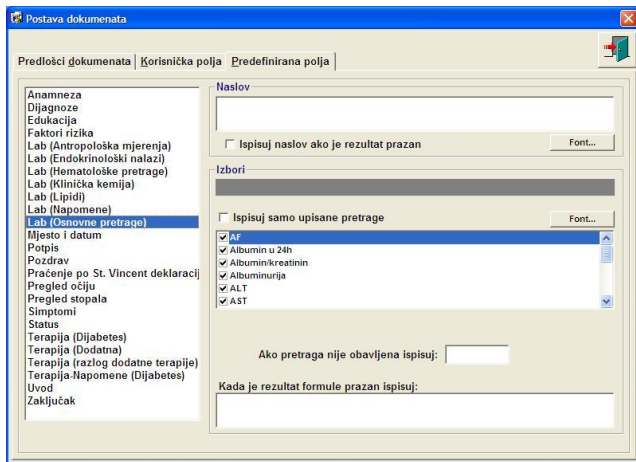 Postava dokumenata
Predlošci dokumenata
Korisnička polja
Predefinirana polja
Anamneza
Dijagnoze
Edukacija
Faktori rizika
Lab (Antropološka mjerenja)
Lab (Endokrinološki nalazi)
Lab (Hematološke pretrage)
Lab (Klinička kemija)
Lab (Lipidi)
Lab (Napomene)
Lab (Osnovne pretrage)
Mjesto i datum
Potpis
Pozdrav
Praćenje po St. Vincent deklaracij
Pregled očiju
Pregled stopala
Simptomi
Status
Terapija (Dijabetes)
Terapija (Dodatna)
Terapija (razlog dodatne terapije)
Terapija-Napomene (Dijabetes)
Uvod
Zaključak
Naslov
Ispisuj naslov ako je rezultat prazan
Font...
Izbori
Ispisuj samo upisane pretrage
Font...
AF
Albumin u 24h
Albumin/kreatinin
Albuminurija
ALT
AST
Ako pretraga nije obavljena ispisuj:
Kada je rezultat formule prazan ispisuj: